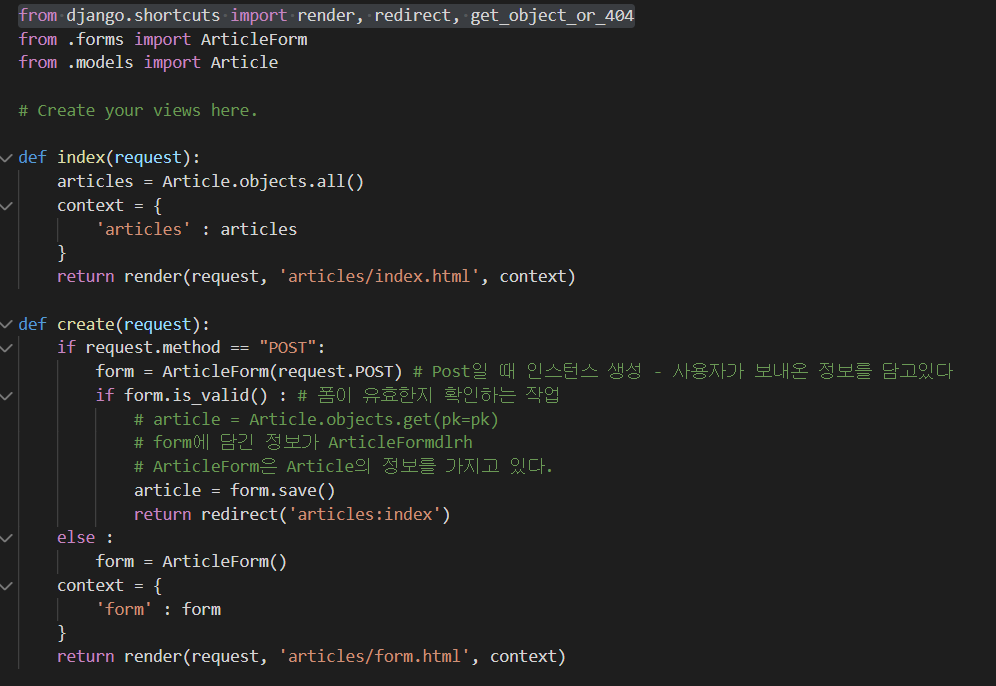 from django.shortcuts import render, redirect, get_object_or_404
from .forms import ArticleForm
from .models import Article

# Create your views here.

def index(request):
    articles = Article.objects.all()
    context = {
        'articles' : articles
    }
    return render(request, 'articles/index.html', context)

def create(request):
    if request.method == "POST":
        form = ArticleForm(request.POST) # Post일 때 인스턴스 생성 - 사용자가 보내온 정보를 담고있다
        if form.is_valid() : # 폼이 유효한지 확인하는 작업
            # article = Article.objects.get(pk=pk)
            # form에 담긴 정보가 ArticleFormdlrh
            # ArticleForm은 Article의 정보를 가지고 있다.
            article = form.save()
            return redirect('articles:index')
    else :
        form = ArticleForm()
    context = {
        'form' : form
    }
    return render(request, 'articles/form.html', context)